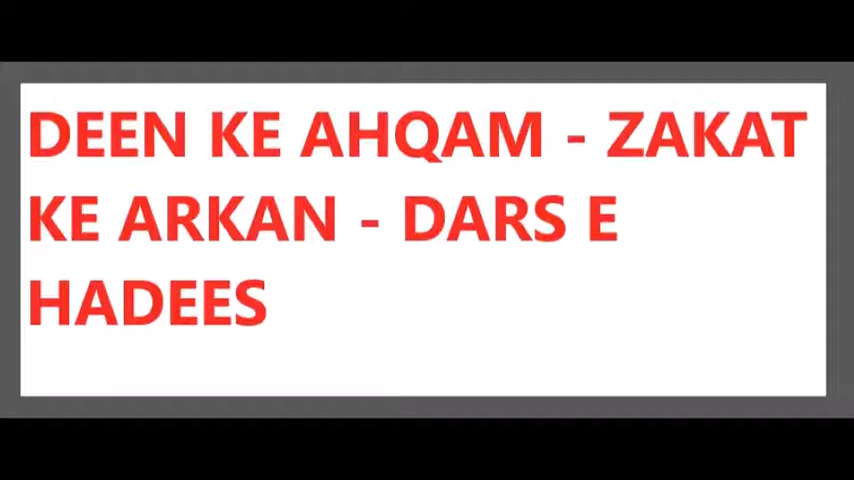 DEEN KE AHQAM - ZAKAT
KE ARKAN - DARS E
HADEES